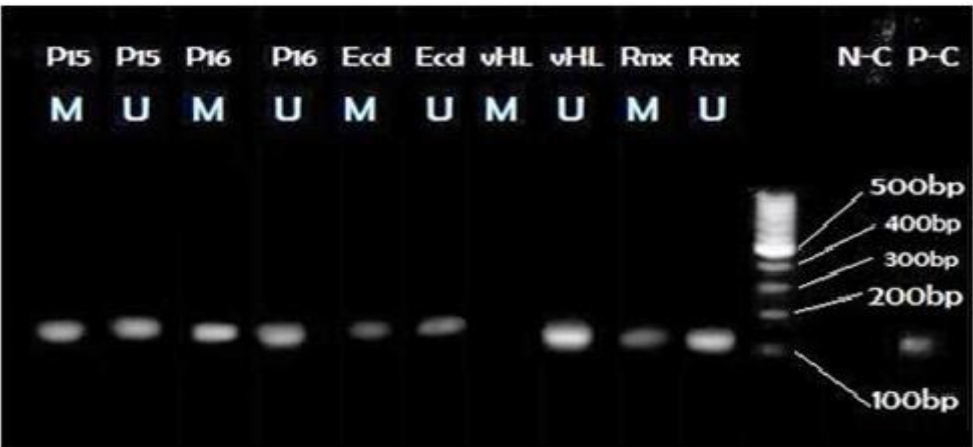 P15 P15 P16 P16 Ecd Ecd vHL vHL Rnx Rnx N-C P-C
M U M U M U M U M U
500bp
400bp
300bp
200bp
100bp